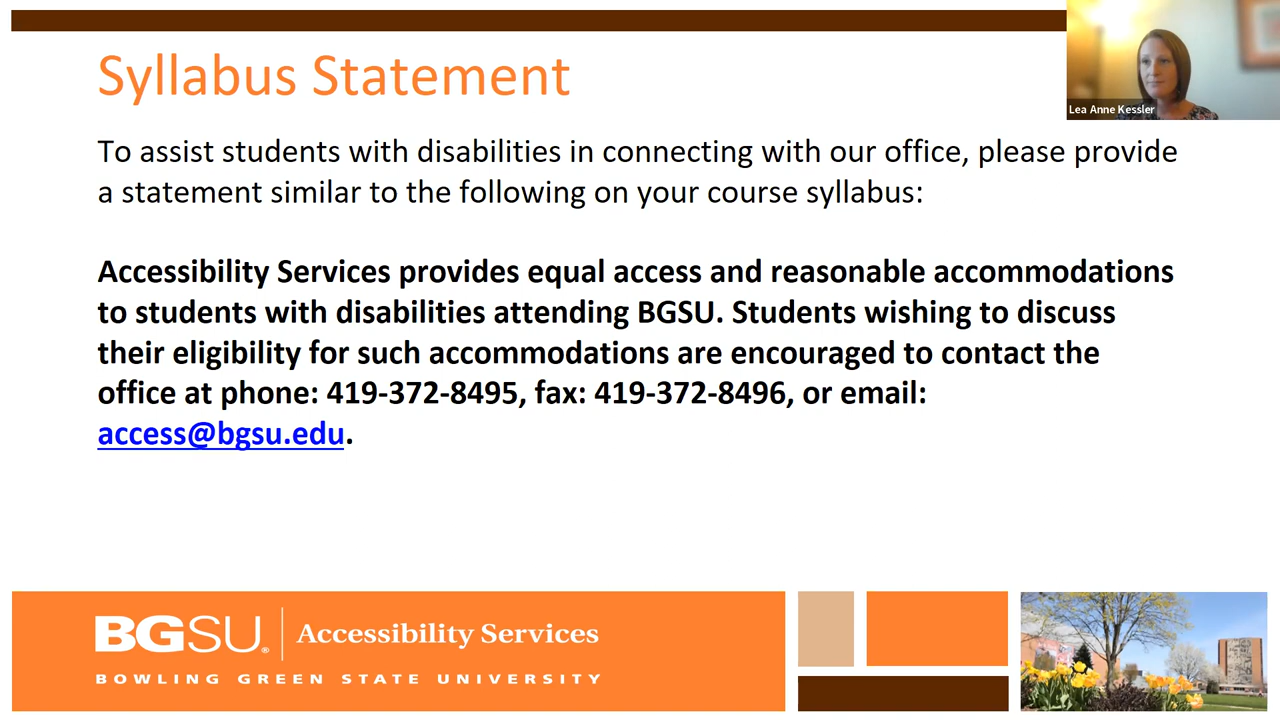 Syllabus Statement
Lea Anne Kessler
To assist students with disabilities in connecting with our office, please provide
a statement similar to the following on your course syllabus:
Accessibility Services provides equal access and reasonable accommodations
to students with disabilities attending BGSU. Students wishing to discuss
their eligibility for such accommodations are encouraged to contact the
office at phone: 419-372-8495, fax: 419-372-8496, or email:
access@bgsu.edu.
BGSU® Accessibility Services
BOWLING GREEN STATE UNIVERSITY